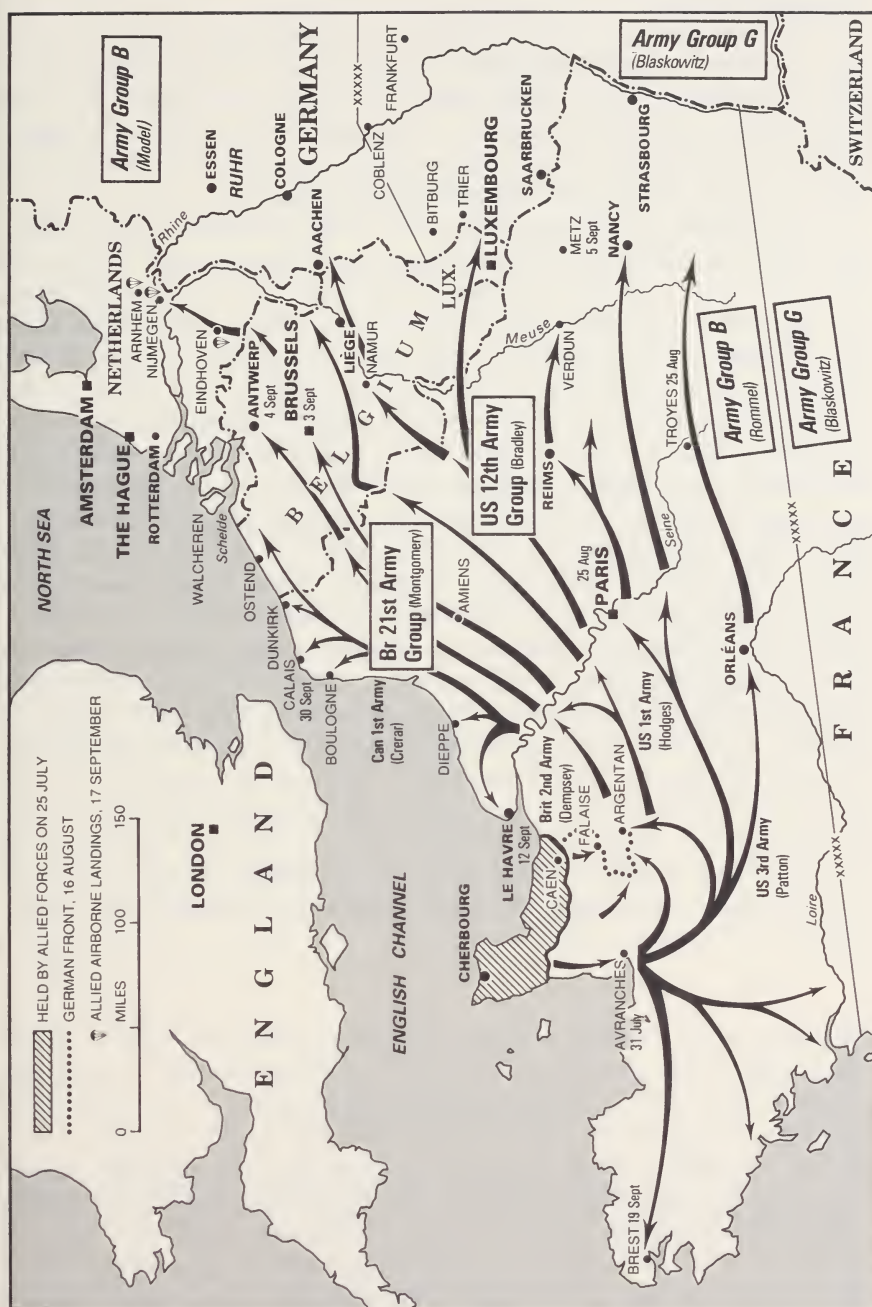 HELD BY ALLIED FORCES ON 25 JULY
GERMAN FRONT, 16 AUGUST
ALLIED AIRBORNE LANDINGS, 17 SEPTEMBER
MILES
0
100
150
NORTH SEA
ENGLAND
LONDON
ENGLISH CHANNEL
AMSTERDAM
THE HAGUE
ROTTERDAM
NETHERLANDS
ARNHEM
NIJMEGEN
EINDHOVEN
Rhine
Army Group B
(Model)
ESSEN
RUHR
COLOGNE
GERMANY
WALCHEREN
Schelde
OSTEND
DUNKIRK
CALAIS
30 Sept
BOULOGNE
ANTWERP
4 Sept
BRUSSELS
3 Sept
BELGIUM
LIÈGE
NAMUR
AACHEN
XXXXX
COBLENZ
FRANKFURT
BITBURG
TRIER
LUX.
LUXEMBOURG
SAARBRUCKEN
Army Group G
(Blaskowitz)
STRASBOURG
SWITZERLAND
Can 1st Army
(Crerar)
Br 21st Army
Group (Montgomery)
AMIENS
DIEPPE
US 12th Army
Group (Bradley)
Meuse
VERDUN
METZ
5 Sept
NANCY
REIMS
LE HAVRE
12 Sept
Brit 2nd Army
(Dempsey)
CHERBOURG
CAEN
FALAISE
ARGENTAN
25 Aug
PARIS
Seine
TROYES 25 Aug
Army Group B
(Rommel)
Army Group G
(Blaskowitz)
XXXXX
US 1st Army
(Hodges)
ORLÉANS
AVRANCHES
31 July
US 3rd Army
(Patton)
Loire
XXXXX
FRANCE
BREST 19 Sept